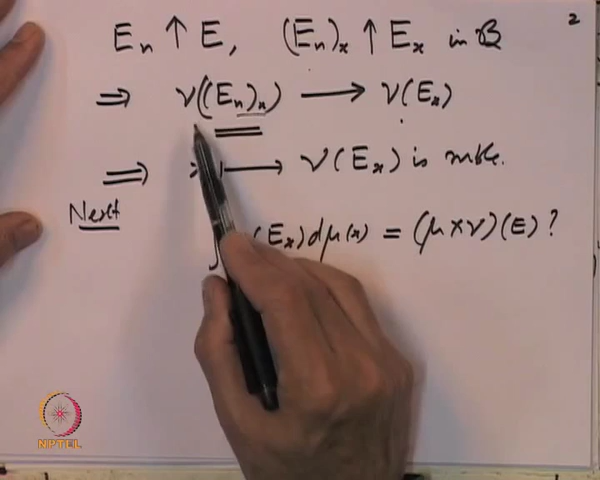 2
Eₙ ↑ E, (Eₙ)ₓ ↑ Eₓ in 𝓑
⇒ ν((Eₙ)ₓ) → ν(Eₓ)
⇒ ⟼ ν(Eₓ) is mble.
Next
(Eₓ)dμ(x) = (μ×ν)(E)?
NPTEL